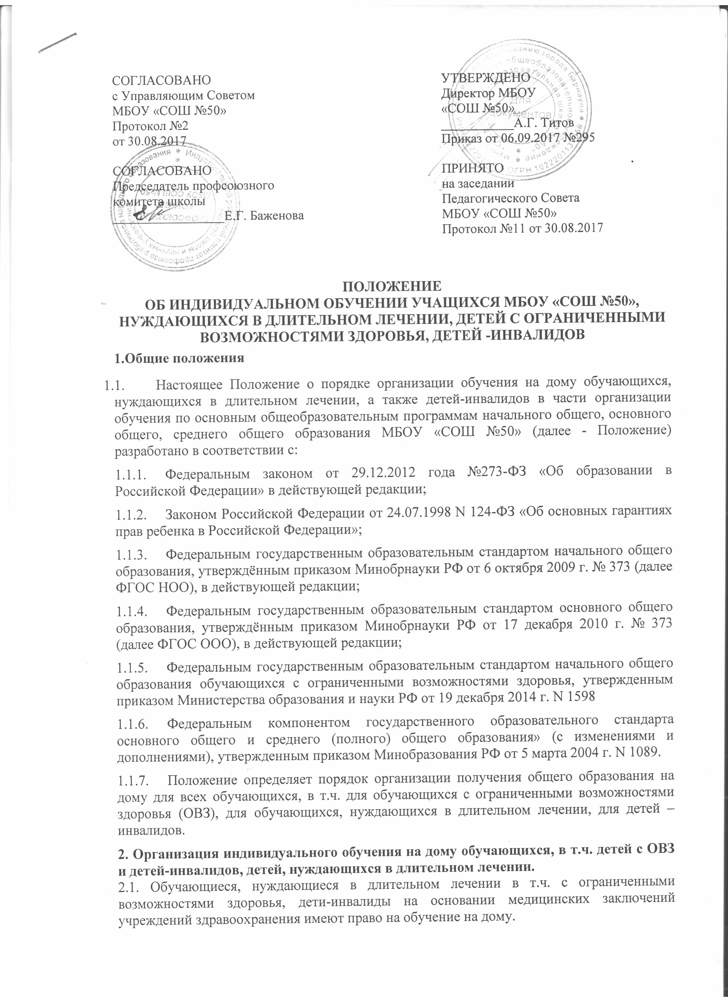 СОГЛАСОВАНО
с Управляющим Советом
МБОУ «СОШ №50»
Протокол №2
от 30.08.2017
СОГЛАСОВАНО
Председатель профсоюзного
комитета школы
Е.Г. Баженова
УТВЕРЖДЕНО
Директор МБОУ
«СОШ №50»
А.Г. Титов
Приказ от 06.09.2017 №295
ПРИНЯТО
на заседании
Педагогического Совета
МБОУ «СОШ №50»
Протокол №11 от 30.08.2017
Для
документов
ПОЛОЖЕНИЕ
ОБ ИНДИВИДУАЛЬНОМ ОБУЧЕНИИ УЧАЩИХСЯ МБОУ «СОШ №50»,
НУЖДАЮЩИХСЯ В ДЛИТЕЛЬНОМ ЛЕЧЕНИИ, ДЕТЕЙ С ОГРАНИЧЕННЫМИ
ВОЗМОЖНОСТЯМИ ЗДОРОВЬЯ, ДЕТЕЙ -ИНВАЛИДОВ
1.Общие положения
1.1. Настоящее Положение о порядке организации обучения на дому обучающихся,
нуждающихся в длительном лечении, а также детей-инвалидов в части организации
обучения по основным общеобразовательным программам начального общего, основного
общего, среднего общего образования МБОУ «СОШ №50» (далее - Положение)
разработано в соответствии с:
1.1.1. Федеральным законом от 29.12.2012 года №273-ФЗ «Об образовании в
Российской Федерации» в действующей редакции;
1.1.2. Законом Российской Федерации от 24.07.1998 N 124-ФЗ «Об основных гарантиях
прав ребенка в Российской Федерации»;
1.1.3. Федеральным государственным образовательным стандартом начального общего
образования, утверждённым приказом Минобрнауки РФ от 6 октября 2009 г. № 373 (далее
ФГОС НОО), в действующей редакции;
1.1.4. Федеральным государственным образовательным стандартом основного общего
образования, утверждённым приказом Минобрнауки РФ от 17 декабря 2010 г. № 373
(далее ФГОС ООО), в действующей редакции;
1.1.5. Федеральным государственным образовательным стандартом начального общего
образования обучающихся с ограниченными возможностями здоровья, утвержденным
приказом Министерства образования и науки РФ от 19 декабря 2014 г. N 1598
1.1.6. Федеральным компонентом государственного образовательного стандарта
основного общего и среднего (полного) общего образования» (с изменениями и
дополнениями), утвержденным приказом Минобразования РФ от 5 марта 2004 г. N 1089.
1.1.7. Положение определяет порядок организации получения общего образования на
дому для всех обучающихся, в т.ч. для обучающихся с ограниченными возможностями
здоровья (ОВЗ), для обучающихся, нуждающихся в длительном лечении, для детей –
инвалидов.
2. Организация индивидуального обучения на дому обучающихся, в т.ч. детей с ОВЗ
и детей-инвалидов, детей, нуждающихся в длительном лечении.
2.1. Обучающиеся, нуждающиеся в длительном лечении в т.ч. с ограниченными
возможностями здоровья, дети-инвалиды на основании медицинских заключений
учреждений здравоохранения имеют право на обучение на дому.